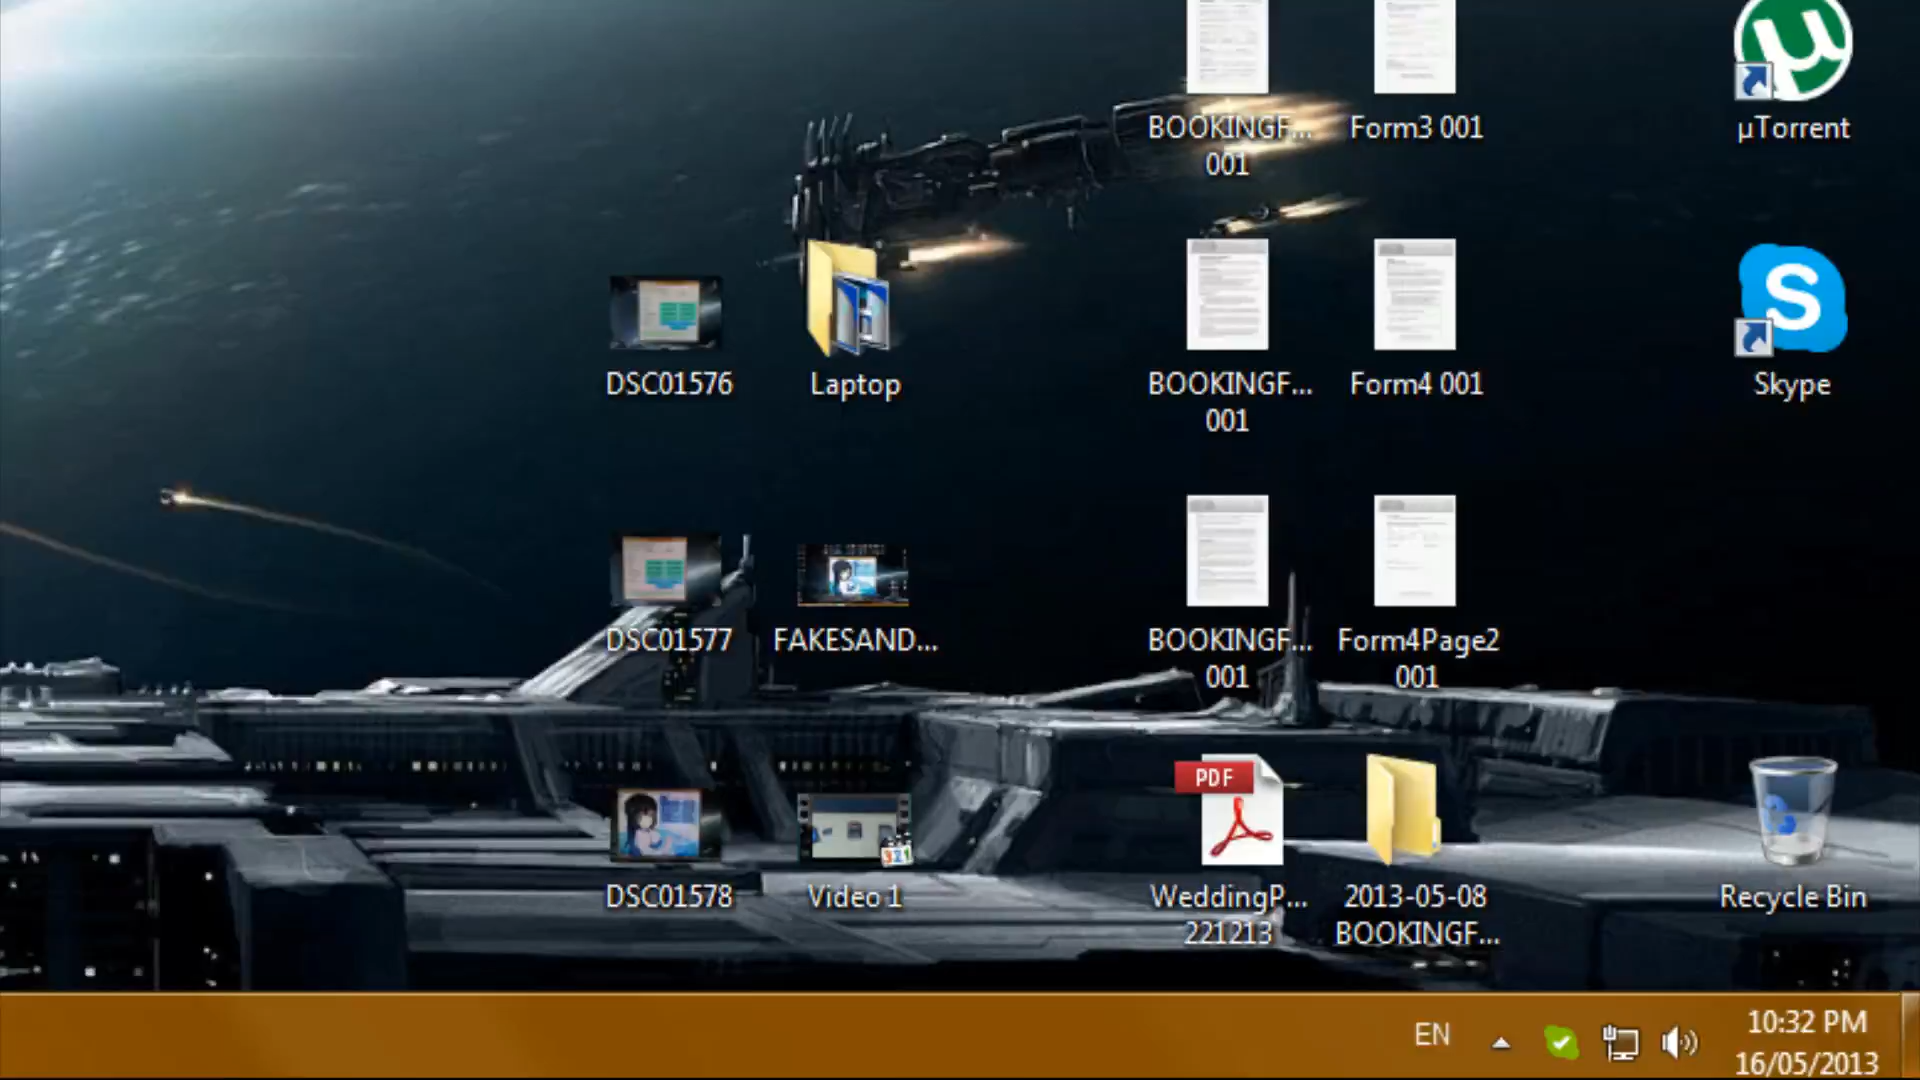 BOOKINGF...
001
Form3 001
µTorrent
DSC01576
Laptop
BOOKINGF...
001
Form4 001
Skype
DSC01577
FAKESAND...
BOOKINGF...
001
Form4Page2
001
PDF
DSC01578
Video 1
WeddingP...
221213
2013-05-08
BOOKINGF...
Recycle Bin
EN
10:32 PM
16/05/2013